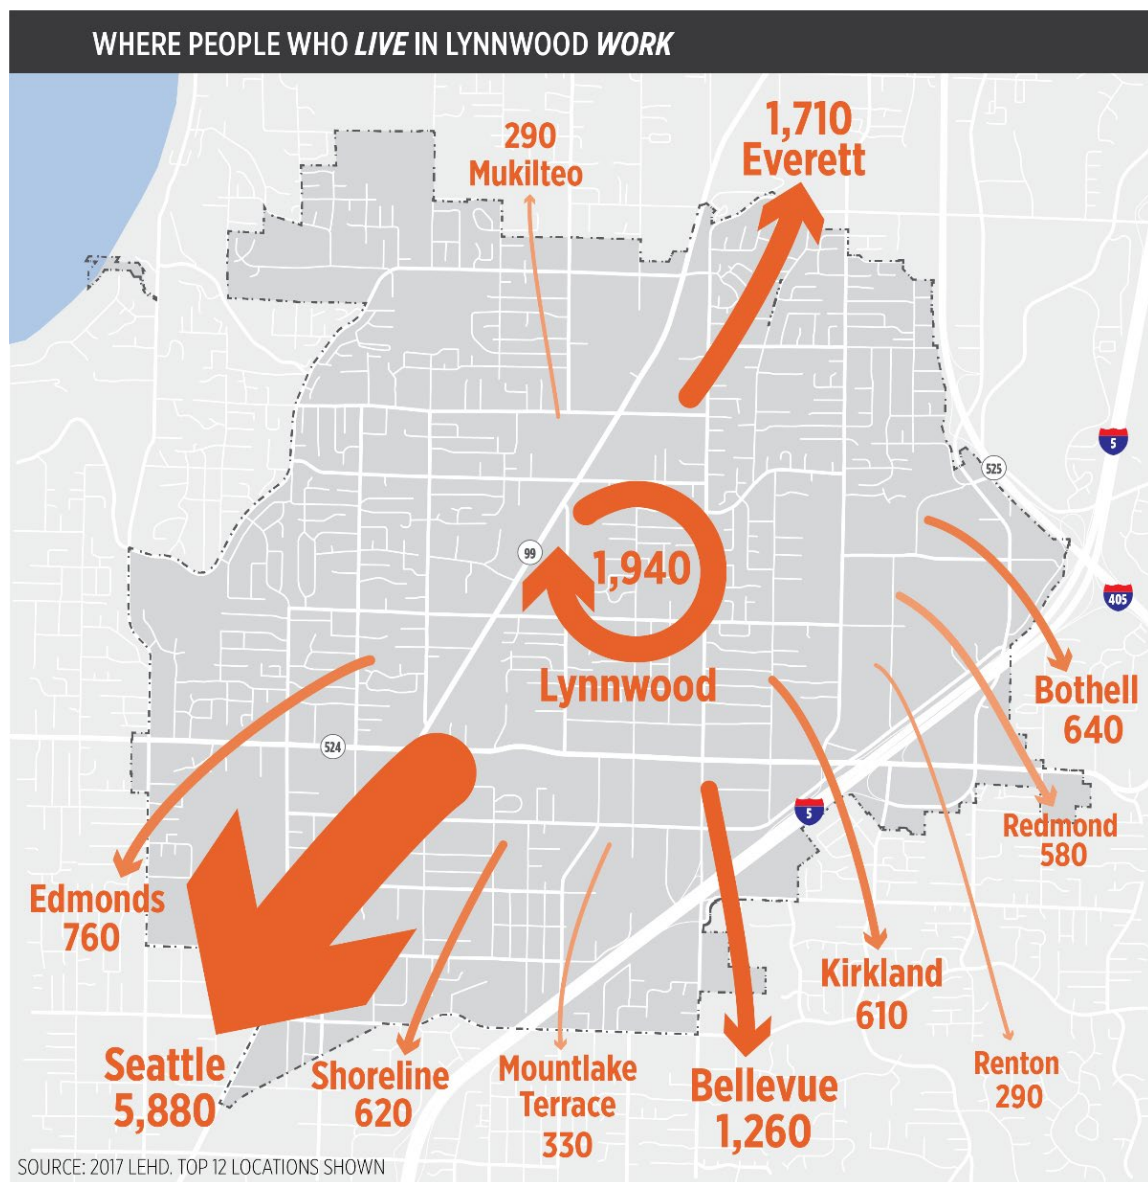 WHERE PEOPLE WHO LIVE IN LYNNWOOD WORK
290
Mukilteo
1,710
Everett
5
525
99
1,940
405
Lynnwood
Bothell
640
524
5
Redmond
580
Edmonds
760
Kirkland
610
Seattle
5,880
Shoreline
620
Mountlake
Terrace
330
Bellevue
1,260
Renton
290
SOURCE: 2017 LEHD. TOP 12 LOCATIONS SHOWN